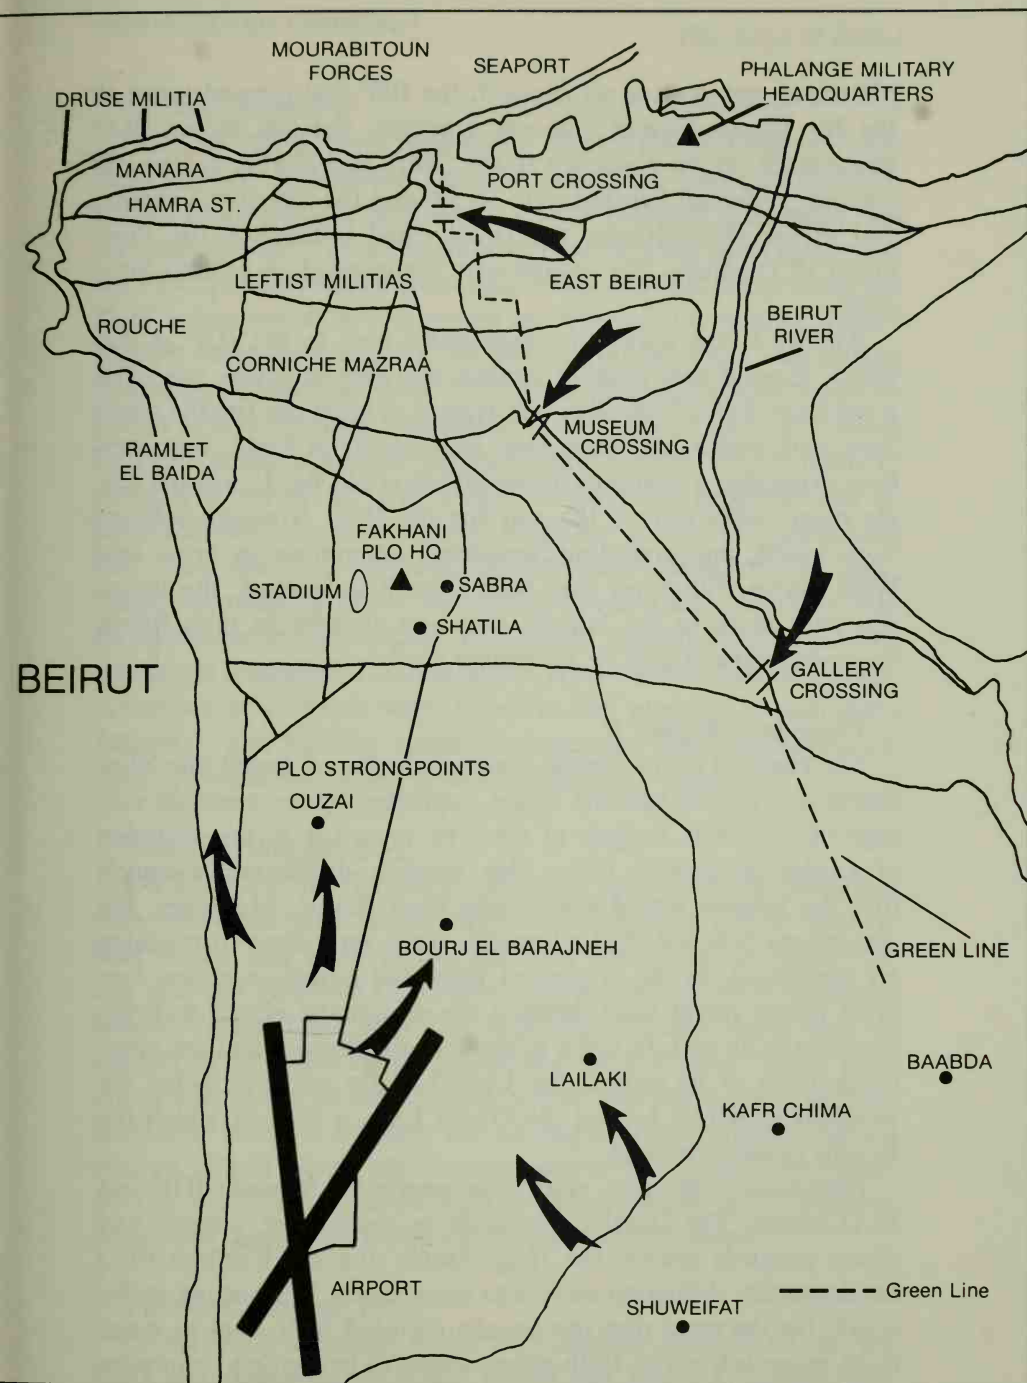 MOURABITOUN
FORCES
SEAPORT
PHALANGE MILITARY
HEADQUARTERS
DRUSE MILITIA
MANARA
PORT CROSSING
HAMRA ST.
LEFTIST MILITIAS
EAST BEIRUT
ROUCHE
BEIRUT
RIVER
CORNICHE MAZRAA
MUSEUM
CROSSING
RAMLET
EL BAIDA
FAKHANI
PLO HQ
STADIUM
SABRA
SHATILA
BEIRUT
GALLERY
CROSSING
PLO STRONGPOINTS
OUZAI
BOURJ EL BARAJNEH
GREEN LINE
LAILAKI
BAABDA
KAFR CHIMA
AIRPORT
Green Line
SHUWEIFAT